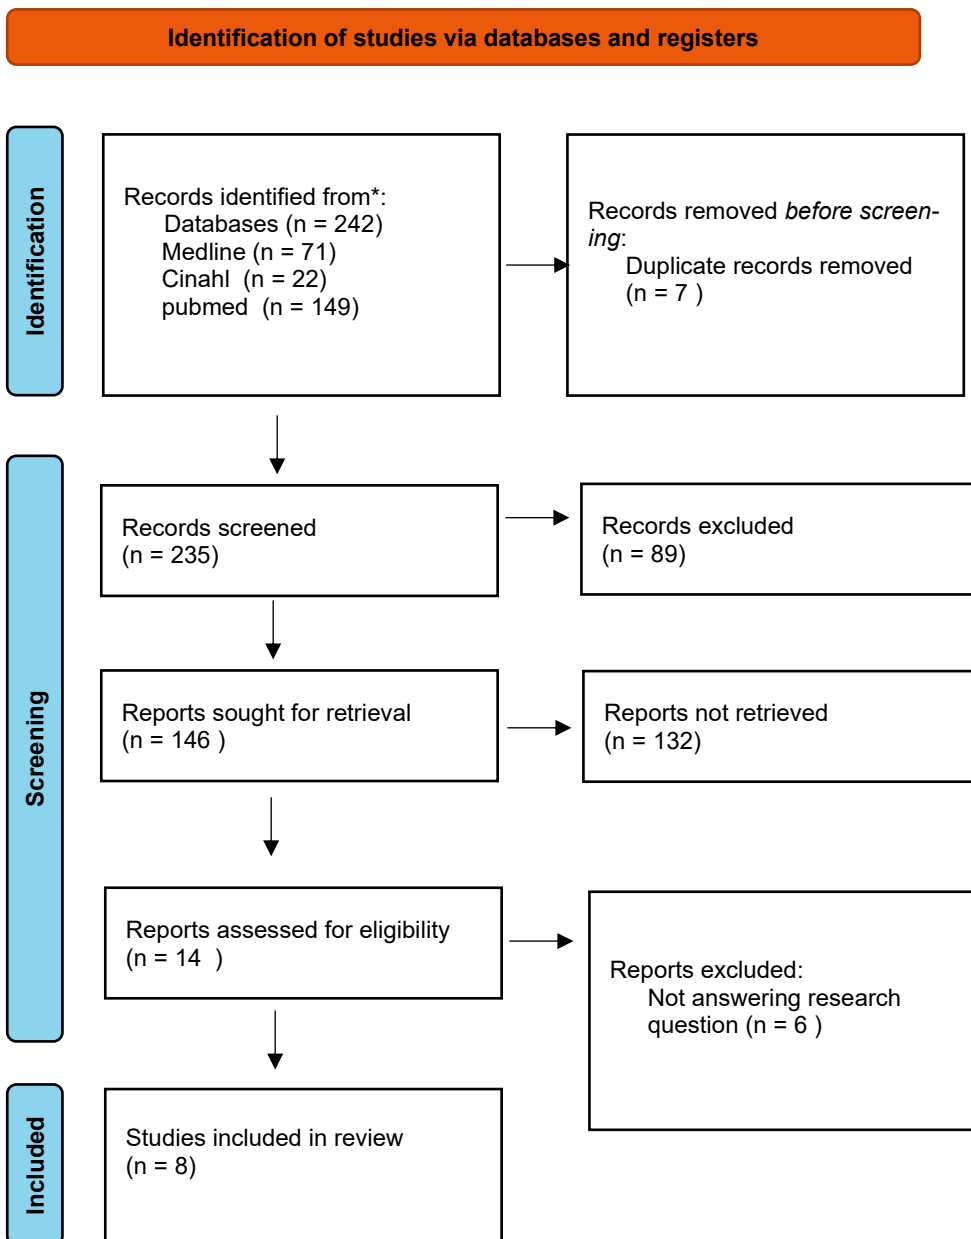 Identification of studies via databases and registers
Identification
Records identified from*:
Databases (n = 242)
Medline (n = 71)
Cinahl  (n = 22)
pubmed  (n = 149)
Records removed before screen-
ing:
Duplicate records removed
(n = 7 )
Screening
Records screened
(n = 235)
Records excluded
(n = 89)
Reports sought for retrieval
(n = 146 )
Reports not retrieved
(n = 132)
Reports assessed for eligibility
(n = 14  )
Reports excluded:
Not answering research
question (n = 6 )
Included
Studies included in review
(n = 8)